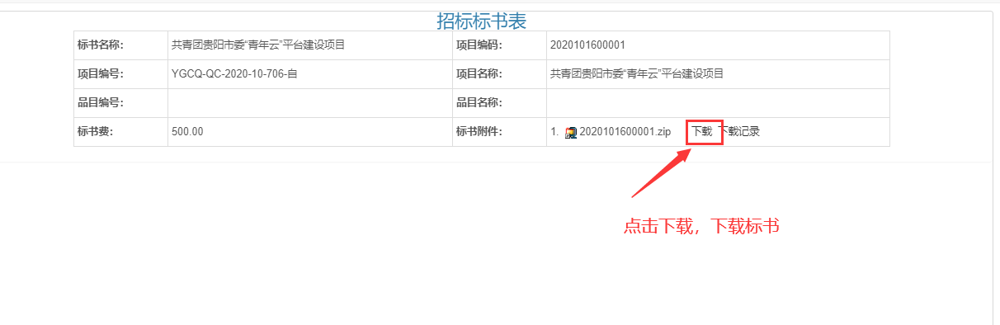 招标标书表
标书名称： 共青团贵阳市委“青年云”平台建设项目 项目编码： 2020101600001
项目编号： YGCQ-QC-2020-10-706-自 项目名称： 共青团贵阳市委“青年云”平台建设项目
品目编号： 品目名称：
标书费： 500.00 标书附件： 1. 2020101600001.zip 下载 下载记录
点击下载，下载标书